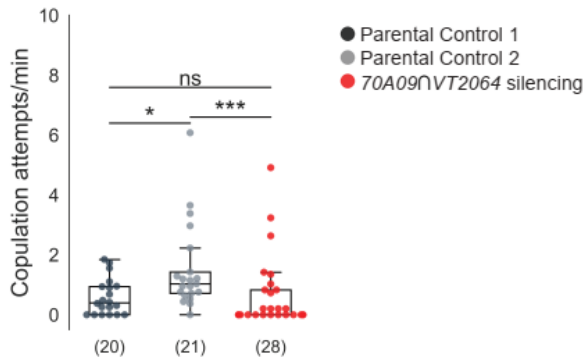 10
8
6
4
2
0
Copulation attempts/min
ns
*
***
(20)
(21)
(28)
Parental Control 1
Parental Control 2
70A09∩VT2064 silencing